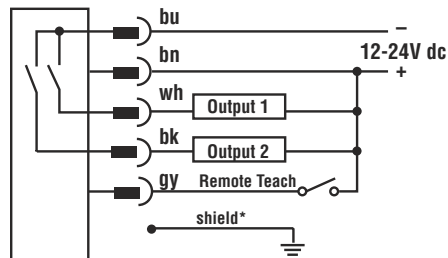 bu
–
12-24V dc
bn
+
wh
Output 1
bk
Output 2
gy
Remote Teach
shield*